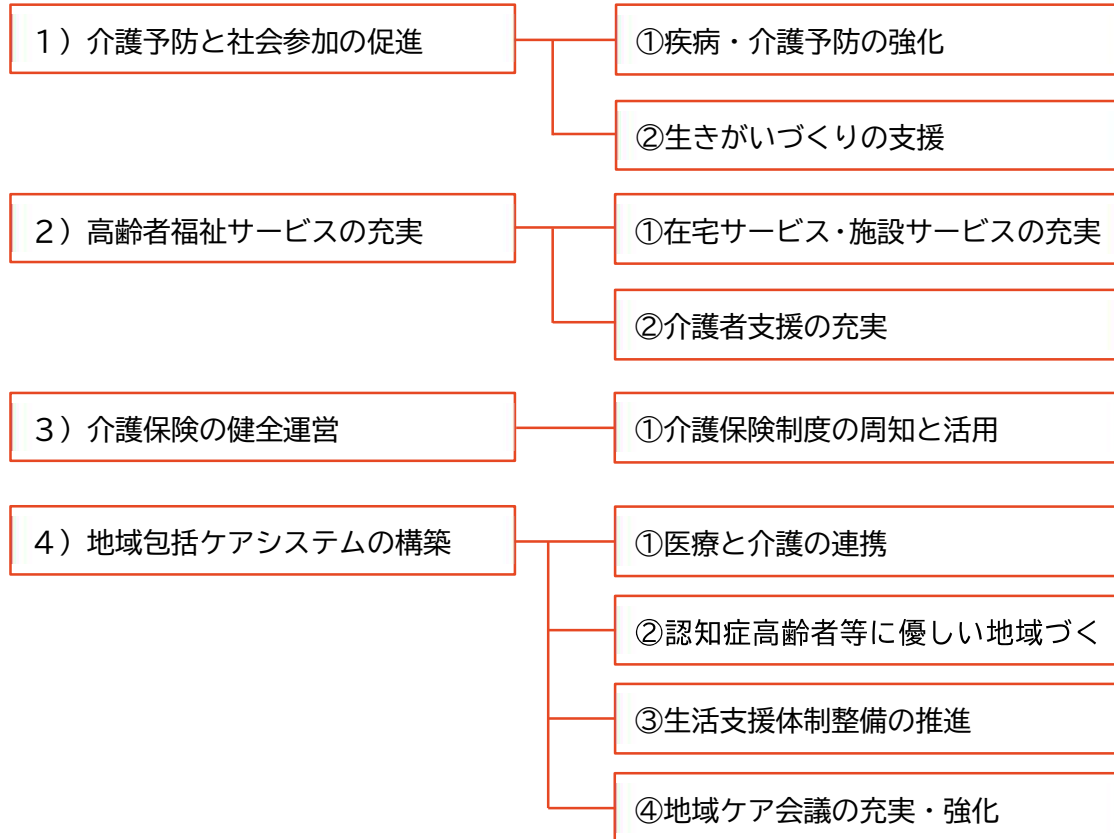 1）介護予防と社会参加の促進
①疾病・介護予防の強化
②生きがいづくりの支援
2）高齢者福祉サービスの充実
①在宅サービス・施設サービスの充実
②介護者支援の充実
3）介護保険の健全運営
①介護保険制度の周知と活用
4）地域包括ケアシステムの構築
①医療と介護の連携
②認知症高齢者等に優しい地域づく
③生活支援体制整備の推進
④地域ケア会議の充実・強化